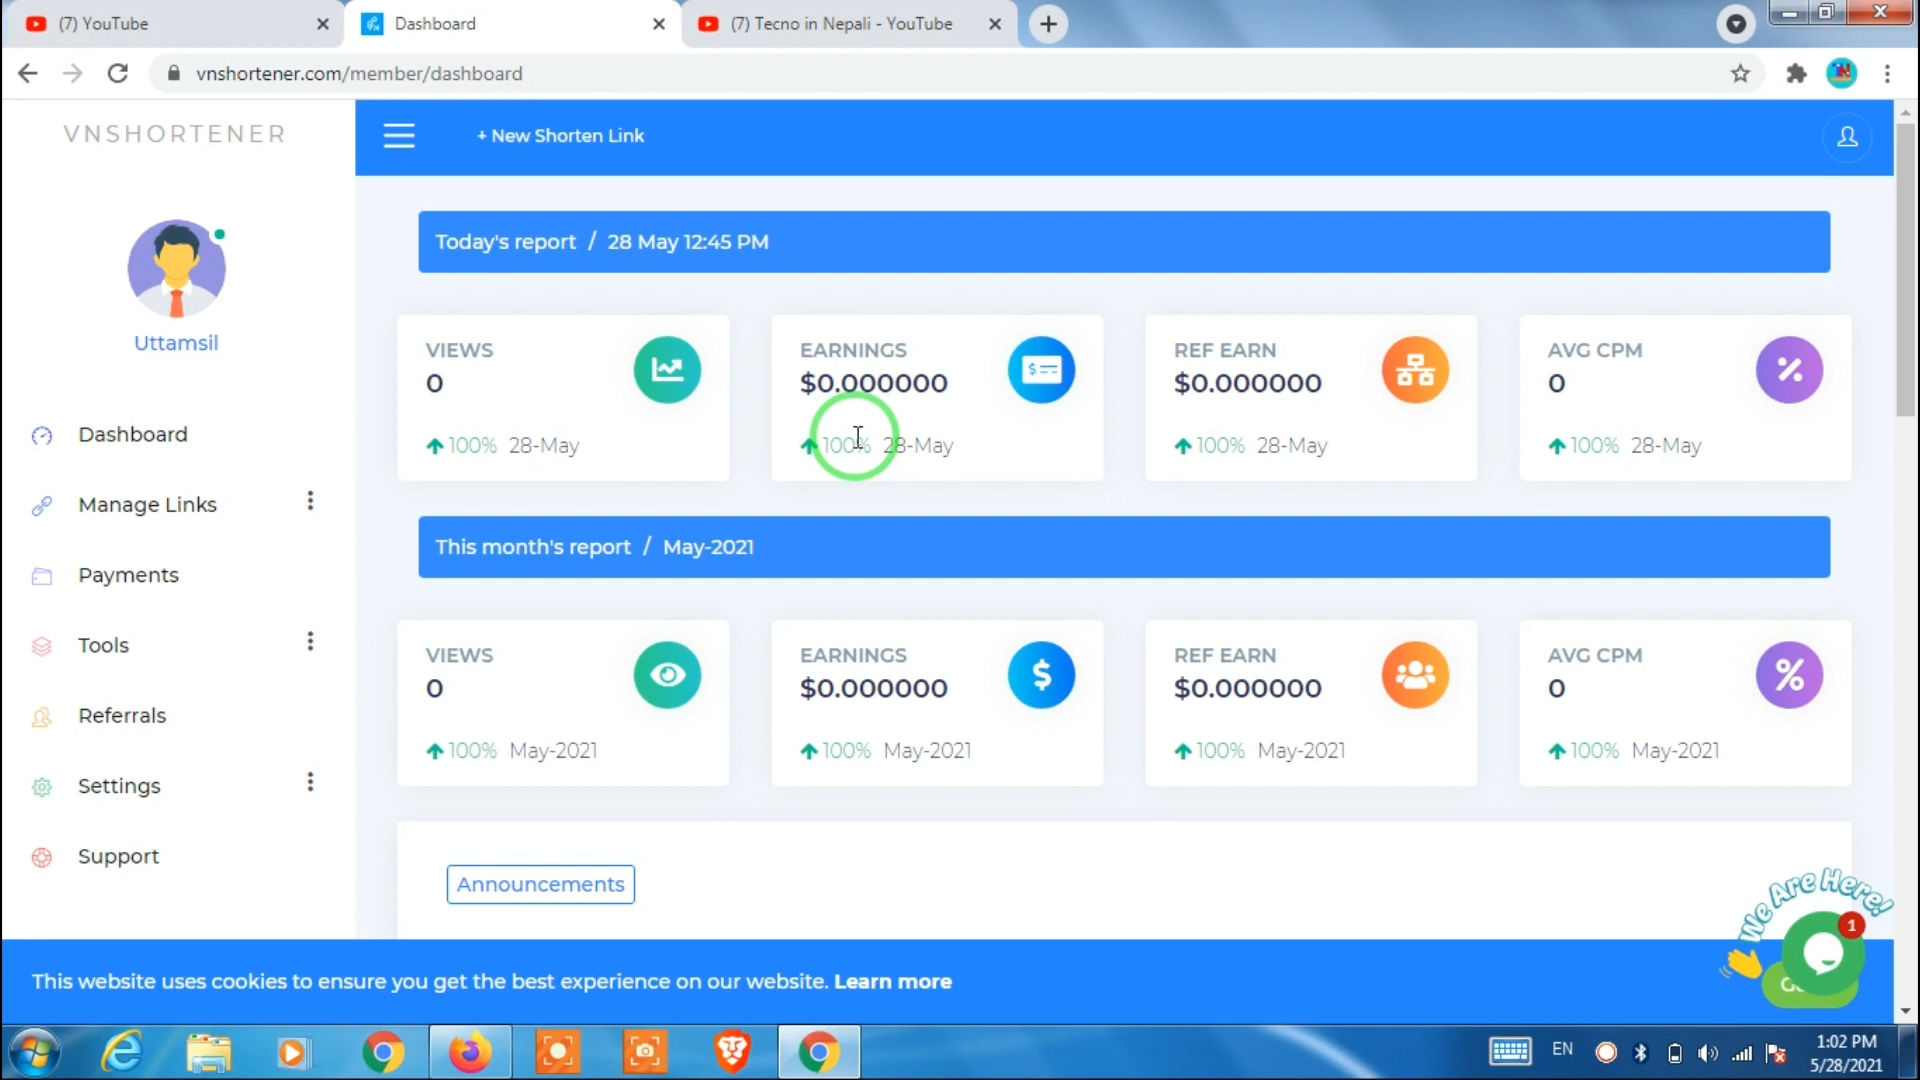 (7) YouTube
Dashboard
(7) Tecno in Nepali - YouTube
vnshortener.com/member/dashboard
VNSHORTENER
+ New Shorten Link
Uttamsil
Dashboard
Manage Links
Payments
Tools
Referrals
Settings
Support
Today's report / 28 May 12:45 PM
VIEWS
0
100% 28-May
EARNINGS
$0.000000
100% 28-May
REF EARN
$0.000000
100% 28-May
AVG CPM
0
100% 28-May
This month's report / May-2021
VIEWS
0
100% May-2021
EARNINGS
$0.000000
100% May-2021
REF EARN
$0.000000
100% May-2021
AVG CPM
0
100% May-2021
Announcements
We Are Here!
1
This website uses cookies to ensure you get the best experience on our website. Learn more
EN
1:02 PM
5/28/2021